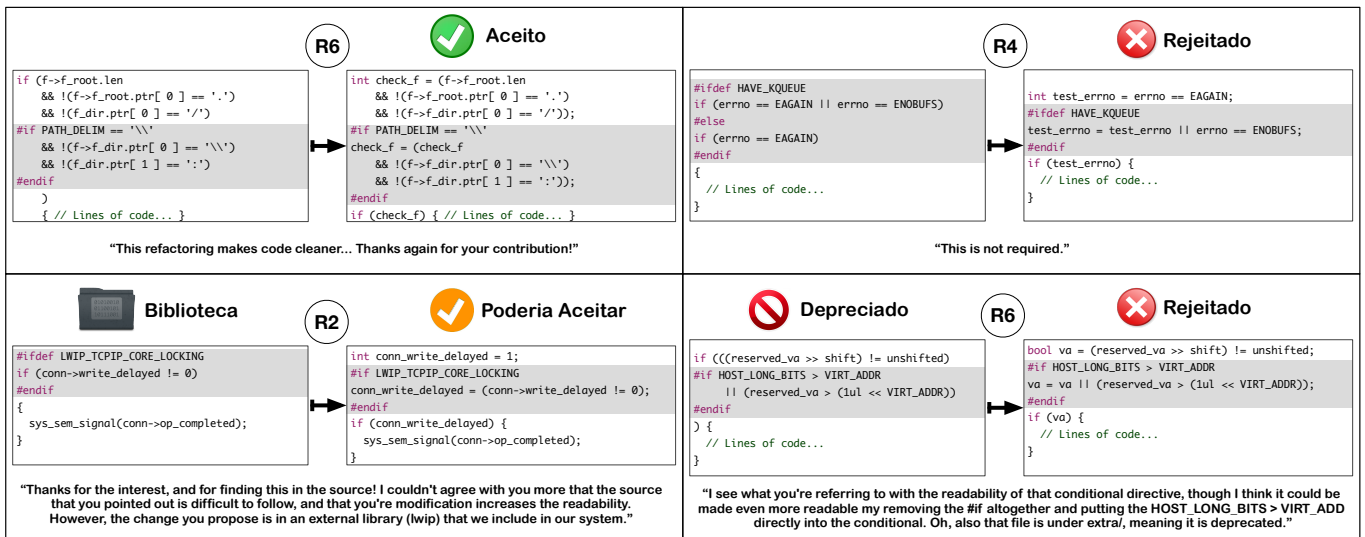 R6
Aceito
if (f->f_root.len
&& !(f->f_root.ptr[ 0 ] == '.')
&& !(f_dir.ptr[ 0 ] == '/')
#if PATH_DELIM == '\\'
&& !(f->f_dir.ptr[ 0 ] == '\\')
&& !(f_dir.ptr[ 1 ] == ':')
#endif
)
{ // Lines of code... }
int check_f = (f->f_root.len
&& !(f->f_root.ptr[ 0 ] == '.')
&& !(f_dir.ptr[ 0 ] == '/'));
#if PATH_DELIM == '\\'
check_f = (check_f
&& !(f->f_dir.ptr[ 0 ] == '\\')
&& !(f->f_dir.ptr[ 1 ] == ':'));
#endif
if (check_f) { // Lines of code... }
“This refactoring makes code cleaner... Thanks again for your contribution!”
R4
Rejeitado
#ifdef HAVE_KQUEUE
if (errno == EAGAIN || errno == ENOBUFS)
#else
if (errno == EAGAIN)
#endif
{
// Lines of code...
}
int test_errno = errno == EAGAIN;
#ifdef HAVE_KQUEUE
test_errno = test_errno || errno == ENOBUFS;
#endif
if (test_errno) {
// Lines of code...
}
“This is not required.”
Biblioteca
R2
Poderia Aceitar
#ifdef LWIP_TCPIP_CORE_LOCKING
if (conn->write_delayed != 0)
#endif
{
sys_sem_signal(conn->op_completed);
}
int conn_write_delayed = 1;
#if LWIP_TCPIP_CORE_LOCKING
conn_write_delayed = (conn->write_delayed != 0);
#endif
if (conn_write_delayed) {
sys_sem_signal(conn->op_completed);
}
“Thanks for the interest, and for finding this in the source! I couldn't agree with you more that the source
that you pointed out is difficult to follow, and that you're modification increases the readability.
However, the change you propose is in an external library (lwip) that we include in our system.”
Depreciado
R6
Rejeitado
if (((reserved_va >> shift) != unshifted)
#if HOST_LONG_BITS > VIRT_ADDR
|| (reserved_va > (1ul << VIRT_ADDR))
#endif
) {
// Lines of code...
}
bool va = (reserved_va >> shift) != unshifted;
#if HOST_LONG_BITS > VIRT_ADDR
va = va || (reserved_va > (1ul << VIRT_ADDR));
#endif
if (va) {
// Lines of code...
}
“I see what you're referring to with the readability of that conditional directive, though I think it could be
made even more readable my removing the #if altogether and putting the HOST_LONG_BITS > VIRT_ADD
directly into the conditional. Oh, also that file is under extra/, meaning it is deprecated.”